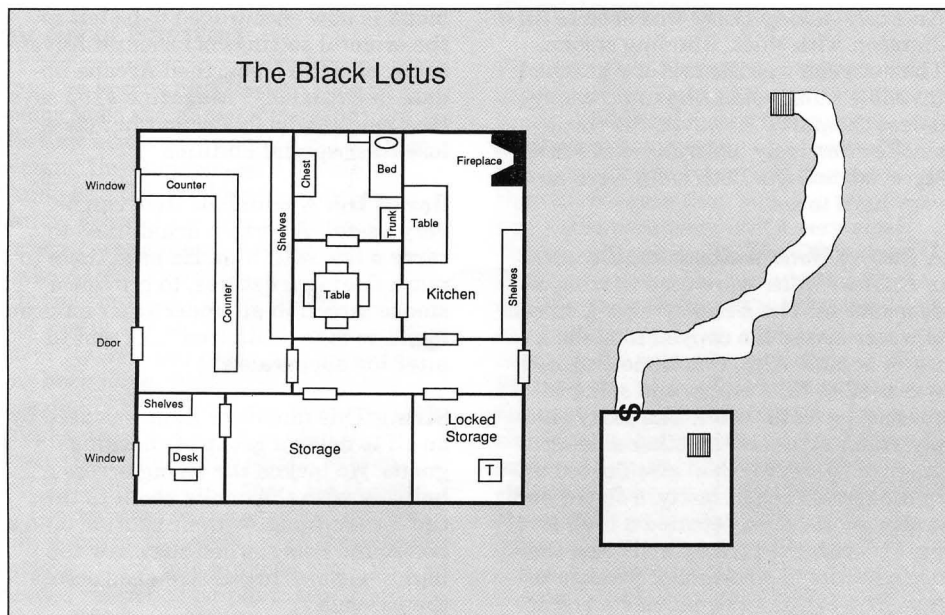 The Black Lotus
Fireplace
Bed
Chest
Window
Counter
Trunk
Table
Shelves
Counter
Table
Kitchen
Shelves
Door
Shelves
Locked
Storage
Storage
Window
Desk
T
S